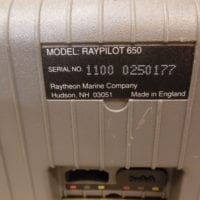 MODEL: RAYPILOT 650
SERIAL NO. 1100 0250177
Raytheon Marine Company
Hudson, NH 03051 Made in England